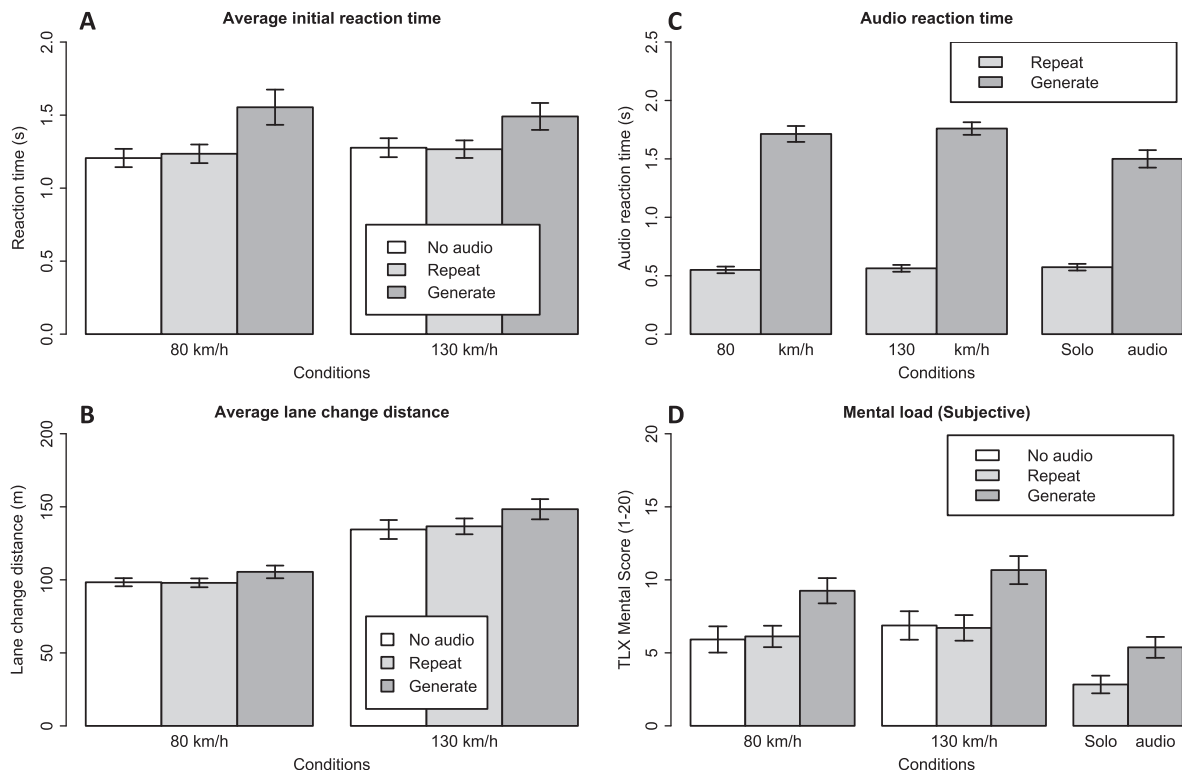 A
Average initial reaction time
Reaction time (s)
0.0 0.5 1.0 1.5 2.0
No audio
Repeat
Generate
80 km/h 130 km/h
Conditions
C
Audio reaction time
Audio reaction time (s)
0.0 0.5 1.0 1.5 2.0 2.5
Repeat
Generate
80 km/h 130 km/h Solo audio
Conditions
B
Average lane change distance
Lane change distance (m)
0 50 100 150 200
No audio
Repeat
Generate
80 km/h 130 km/h
Conditions
D
Mental load (Subjective)
TLX Mental Score (1-20)
0 5 10 15 20
No audio
Repeat
Generate
80 km/h 130 km/h Solo audio
Conditions